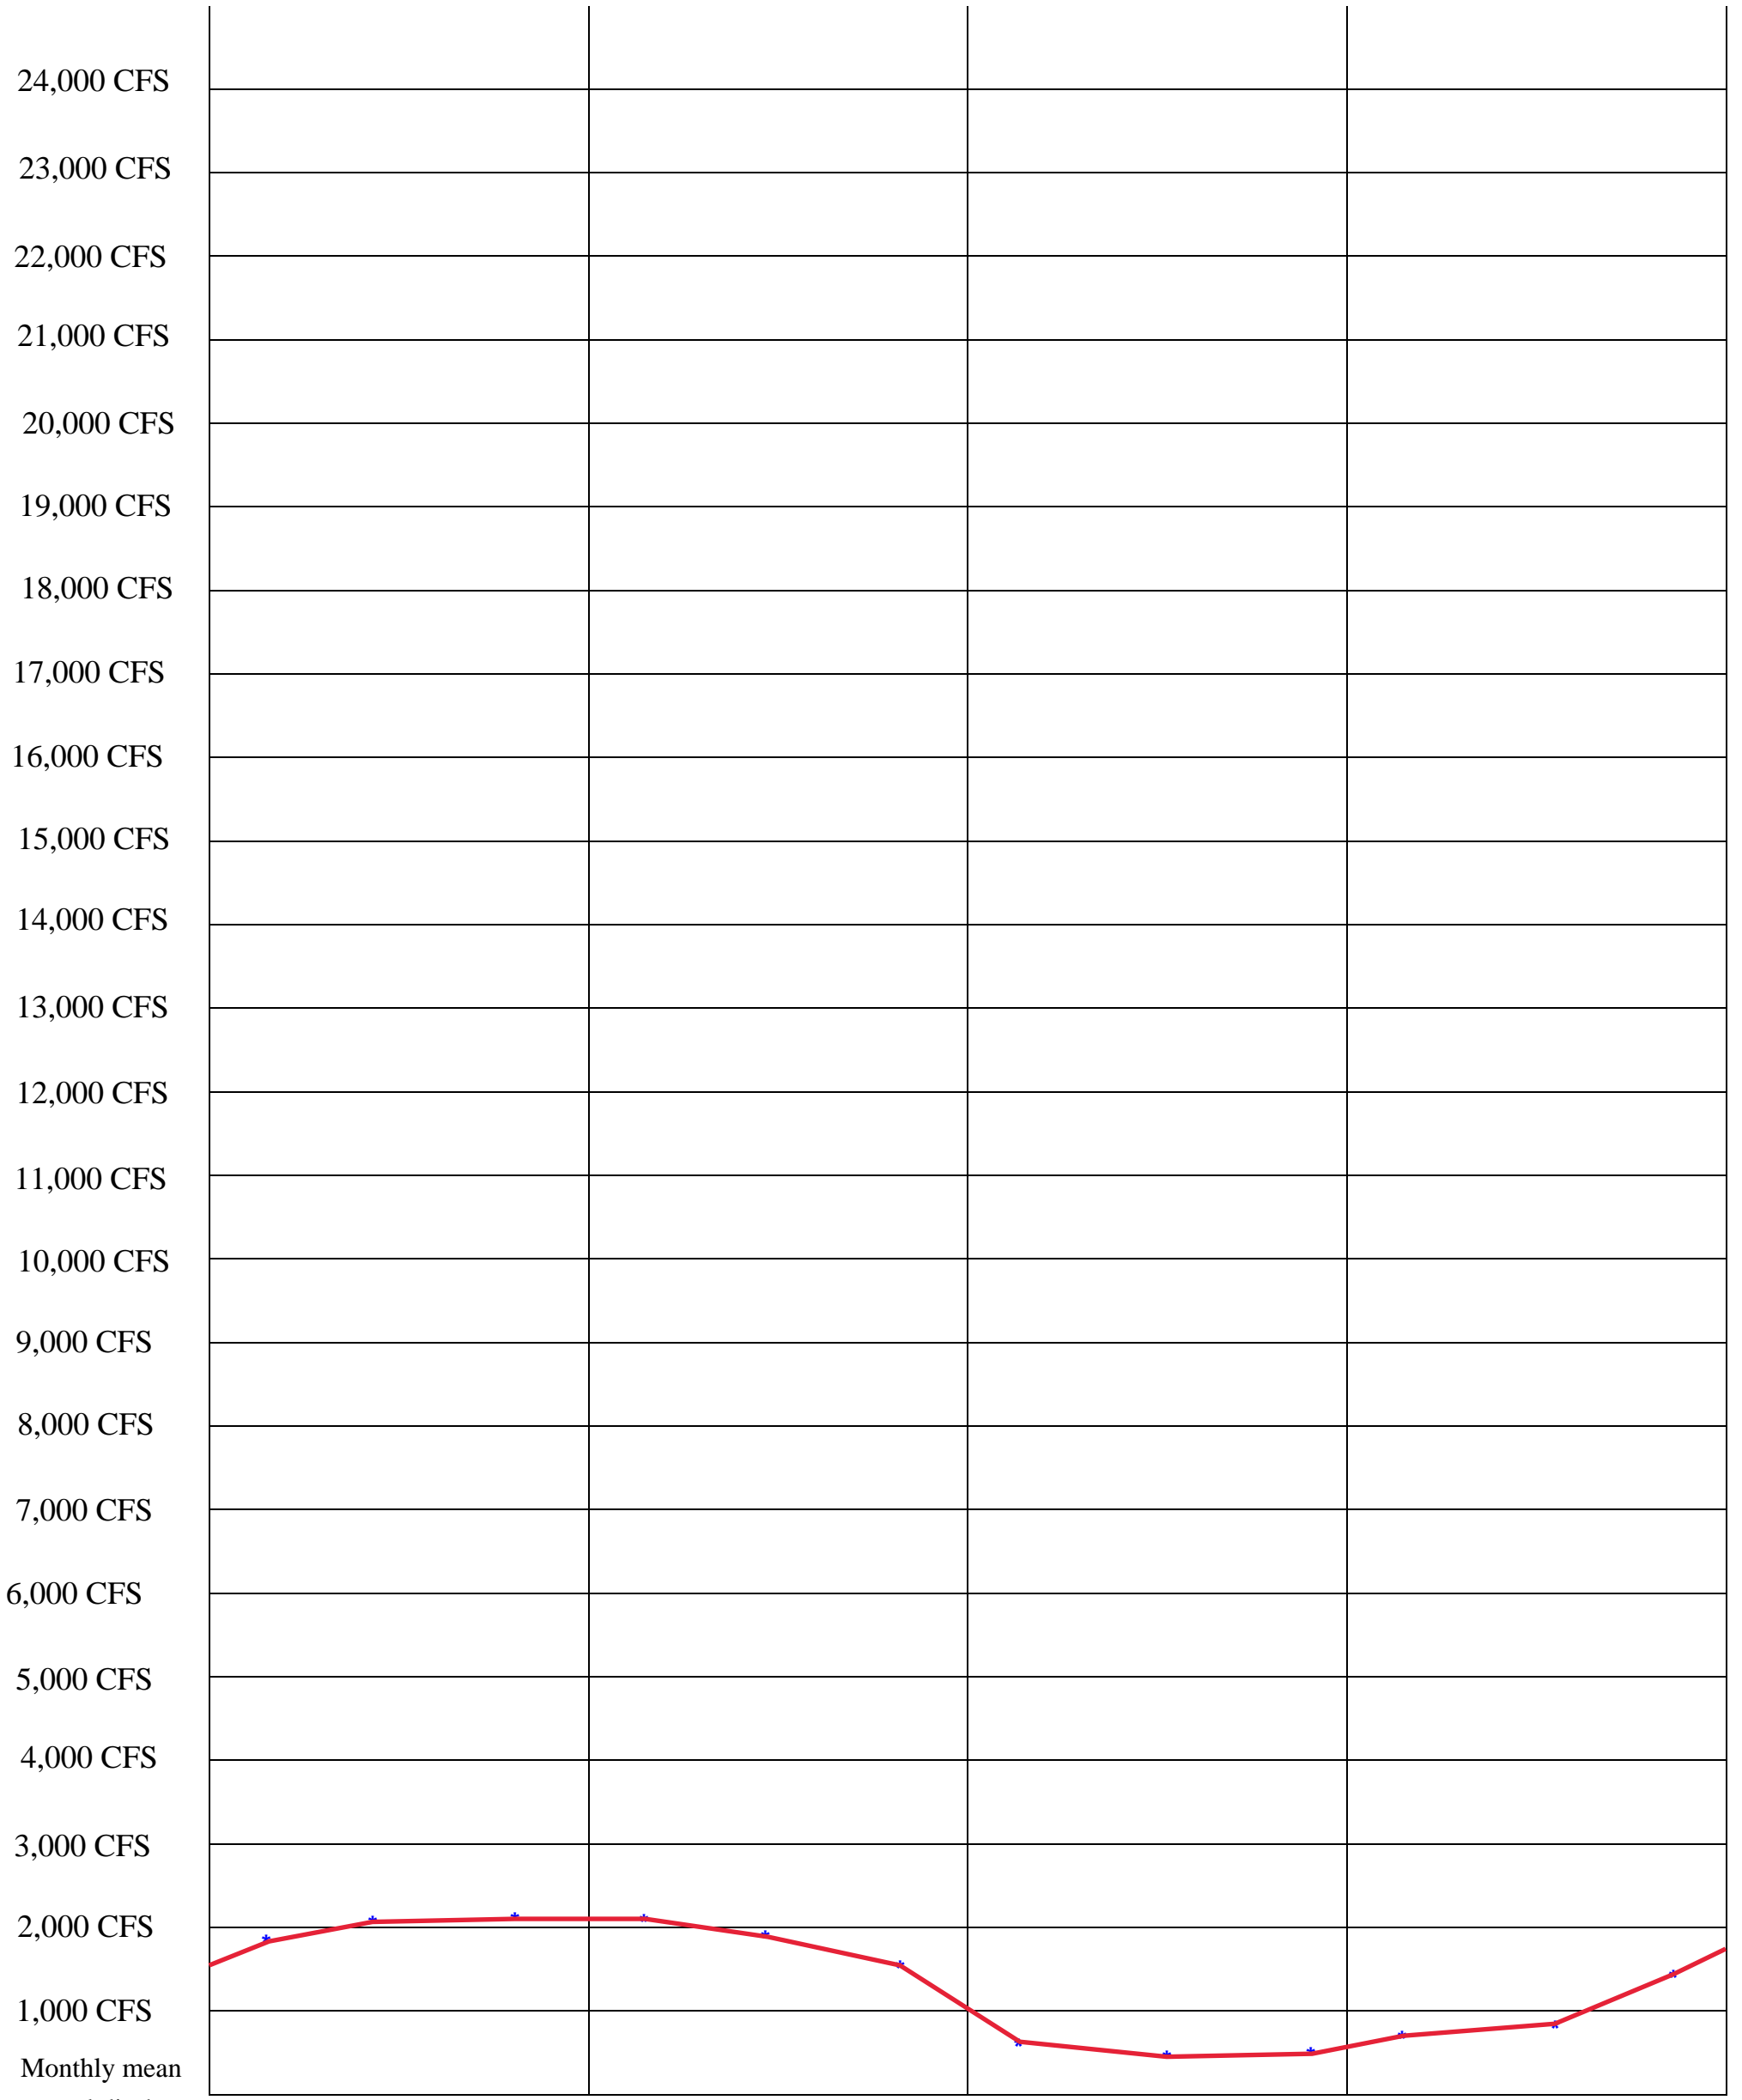 24,000 CFS
23,000 CFS
22,000 CFS
21,000 CFS
20,000 CFS
19,000 CFS
18,000 CFS
17,000 CFS
16,000 CFS
15,000 CFS
14,000 CFS
13,000 CFS
12,000 CFS
11,000 CFS
10,000 CFS
9,000 CFS
8,000 CFS
7,000 CFS
6,000 CFS
5,000 CFS
4,000 CFS
3,000 CFS
2,000 CFS
1,000 CFS
Monthly mean